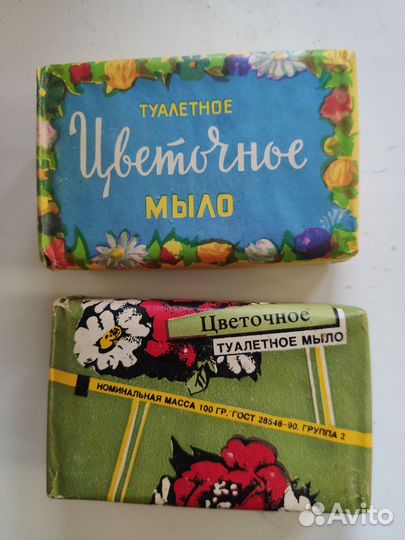 ТУАЛЕТНОЕ
Цветочное
МЫЛО
Цветочное
ТУАЛЕТНОЕ МЫЛО
НОМИНАЛЬНАЯ МАССА 100 ГР. ГОСТ 28546-90. ГРУППА 2
Avito